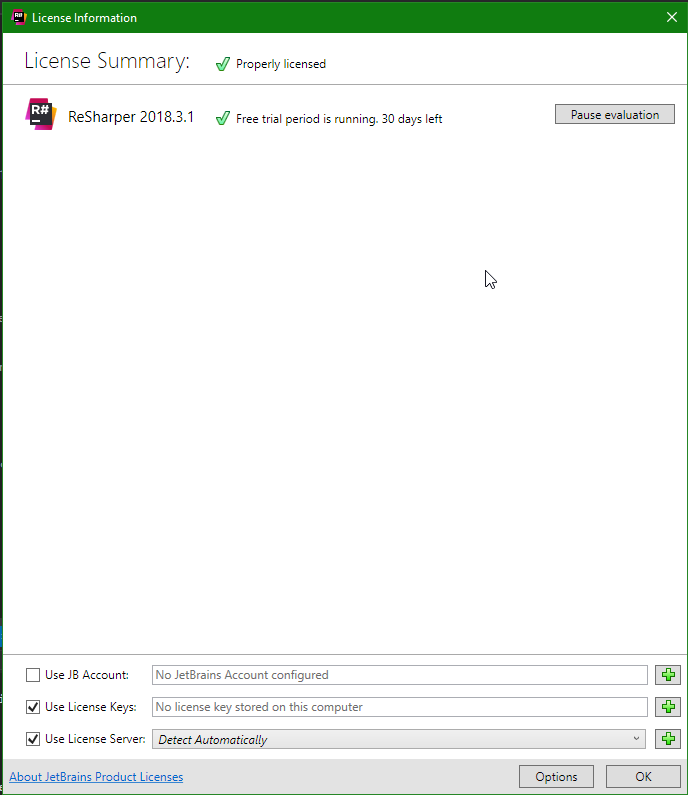 License Information
License Summary: Properly licensed
R# ReSharper 2018.3.1 Free trial period is running. 30 days left Pause evaluation
Use JB Account: No JetBrains Account configured
Use License Keys: No license key stored on this computer
Use License Server: Detect Automatically
About JetBrains Product Licenses Options OK